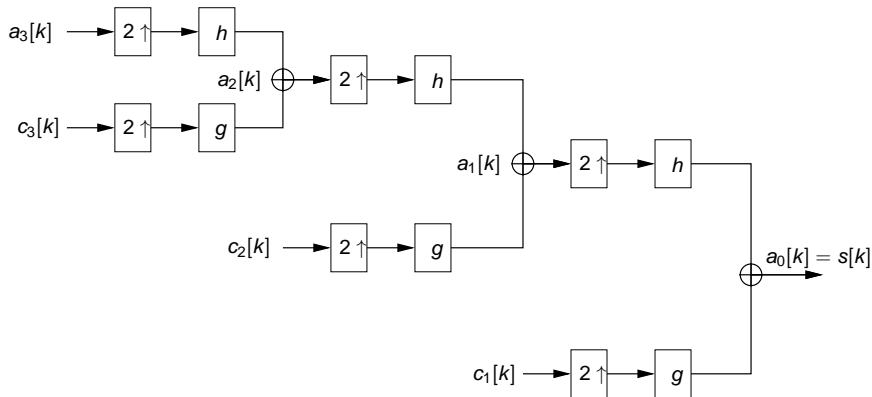 a₃[k] 2 ↑ h
a₂[k] 2 ↑ h
c₃[k] 2 ↑ g
a₁[k] 2 ↑ h
c₂[k] 2 ↑ g
a₀[k] = s[k]
c₁[k] 2 ↑ g